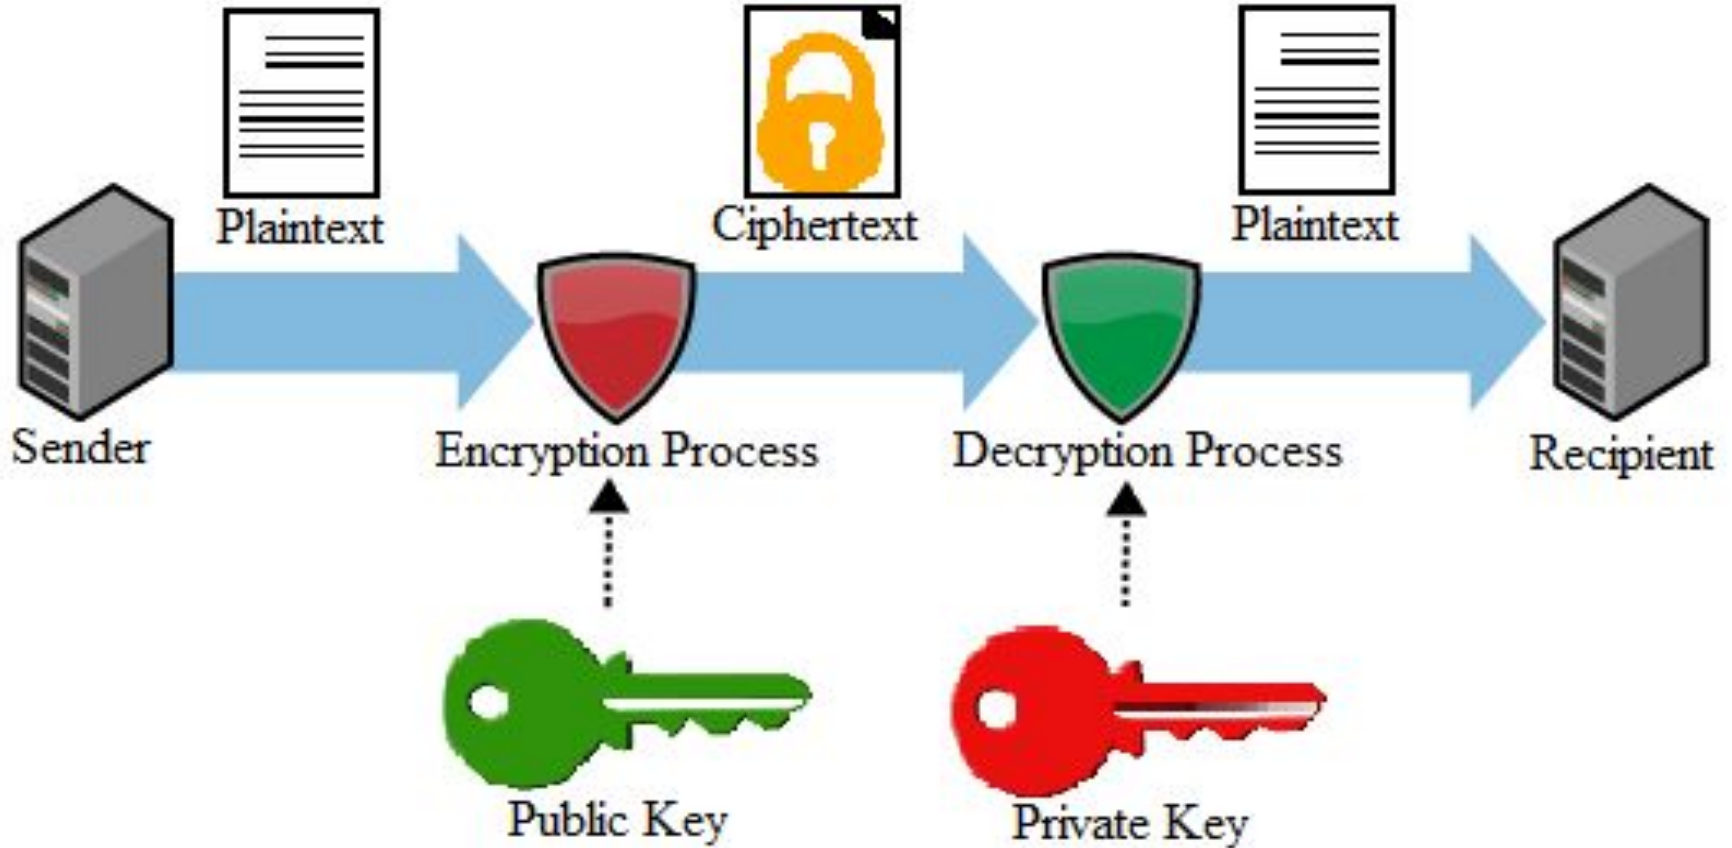 Plaintext
Ciphertext
Plaintext
Sender
Encryption Process
Decryption Process
Recipient
Public Key
Private Key